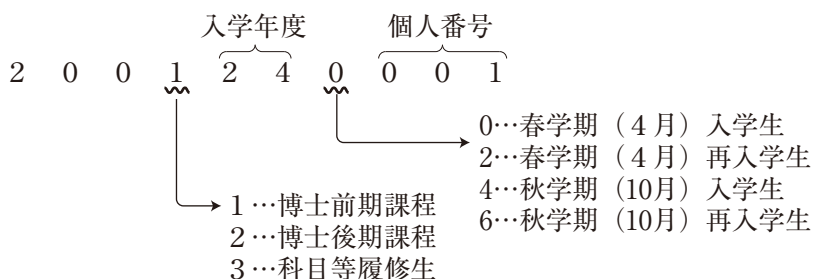 入学年度 個人番号
2 0 0 1 2 4 0 0 0 1
0…春学期（4月）入学生
2…春学期（4月）再入学生
4…秋学期（10月）入学生
6…秋学期（10月）再入学生
1…博士前期課程
2…博士後期課程
3…科目等履修生